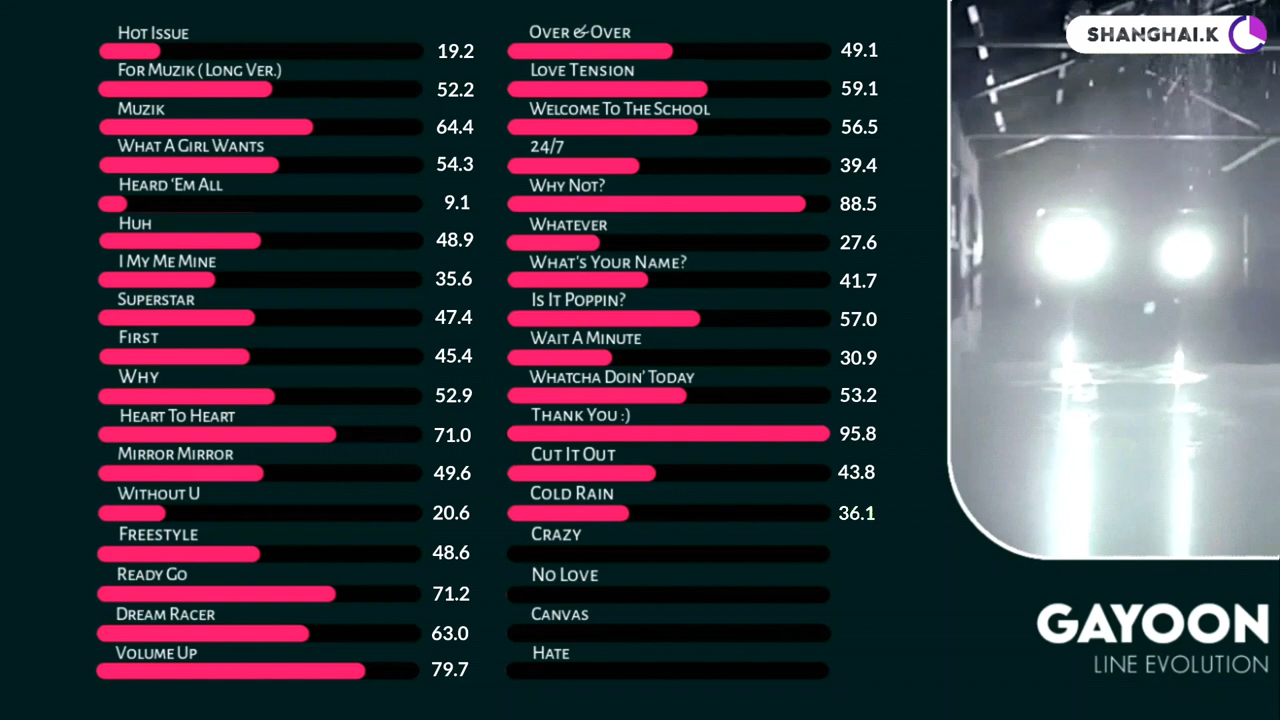 HOT ISSUE
19.2
FOR MUZIK (LONG VER.)
52.2
MUZIK
64.4
WHAT A GIRL WANTS
54.3
HEARD 'EM ALL
9.1
HUH
48.9
I MY ME MINE
35.6
SUPERSTAR
47.4
FIRST
45.4
WHY
52.9
HEART TO HEART
71.0
MIRROR MIRROR
49.6
WITHOUT U
20.6
FREESTYLE
48.6
READY GO
71.2
DREAM RACER
63.0
VOLUME UP
79.7
OVER & OVER
49.1
LOVE TENSION
59.1
WELCOME TO THE SCHOOL
56.5
24/7
39.4
WHY NOT?
88.5
WHATEVER
27.6
WHAT'S YOUR NAME?
41.7
IS IT POPPIN?
57.0
WAIT A MINUTE
30.9
WHATCHA DOIN' TODAY
53.2
THANK YOU :)
95.8
CUT IT OUT
43.8
COLD RAIN
36.1
CRAZY
NO LOVE
CANVAS
HATE
SHANGHAI.K
GAYOON
LINE EVOLUTION